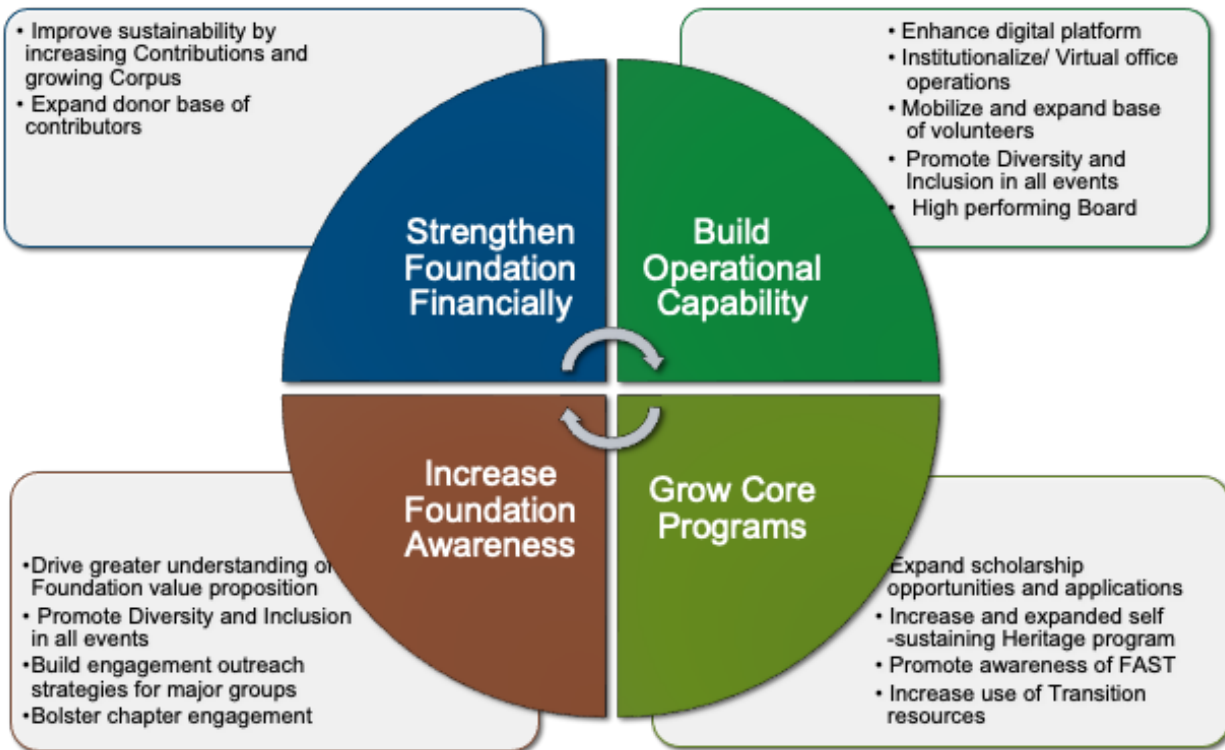 • Improve sustainability by
increasing Contributions and
growing Corpus
• Expand donor base of
contributors
• Enhance digital platform
• Institutionalize/ Virtual office
operations
• Mobilize and expand base
of volunteers
• Promote Diversity and
Inclusion in all events
• High performing Board
Strengthen
Foundation
Financially
Build
Operational
Capability
Increase
Foundation
Awareness
Grow Core
Programs
•Drive greater understanding of
Foundation value proposition
• Promote Diversity and Inclusion
in all events
•Build engagement outreach
strategies for major groups
•Bolster chapter engagement
Expand scholarship
opportunities and applications
• Increase and expanded self
-sustaining Heritage program
• Promote awareness of FAST
• Increase use of Transition
resources